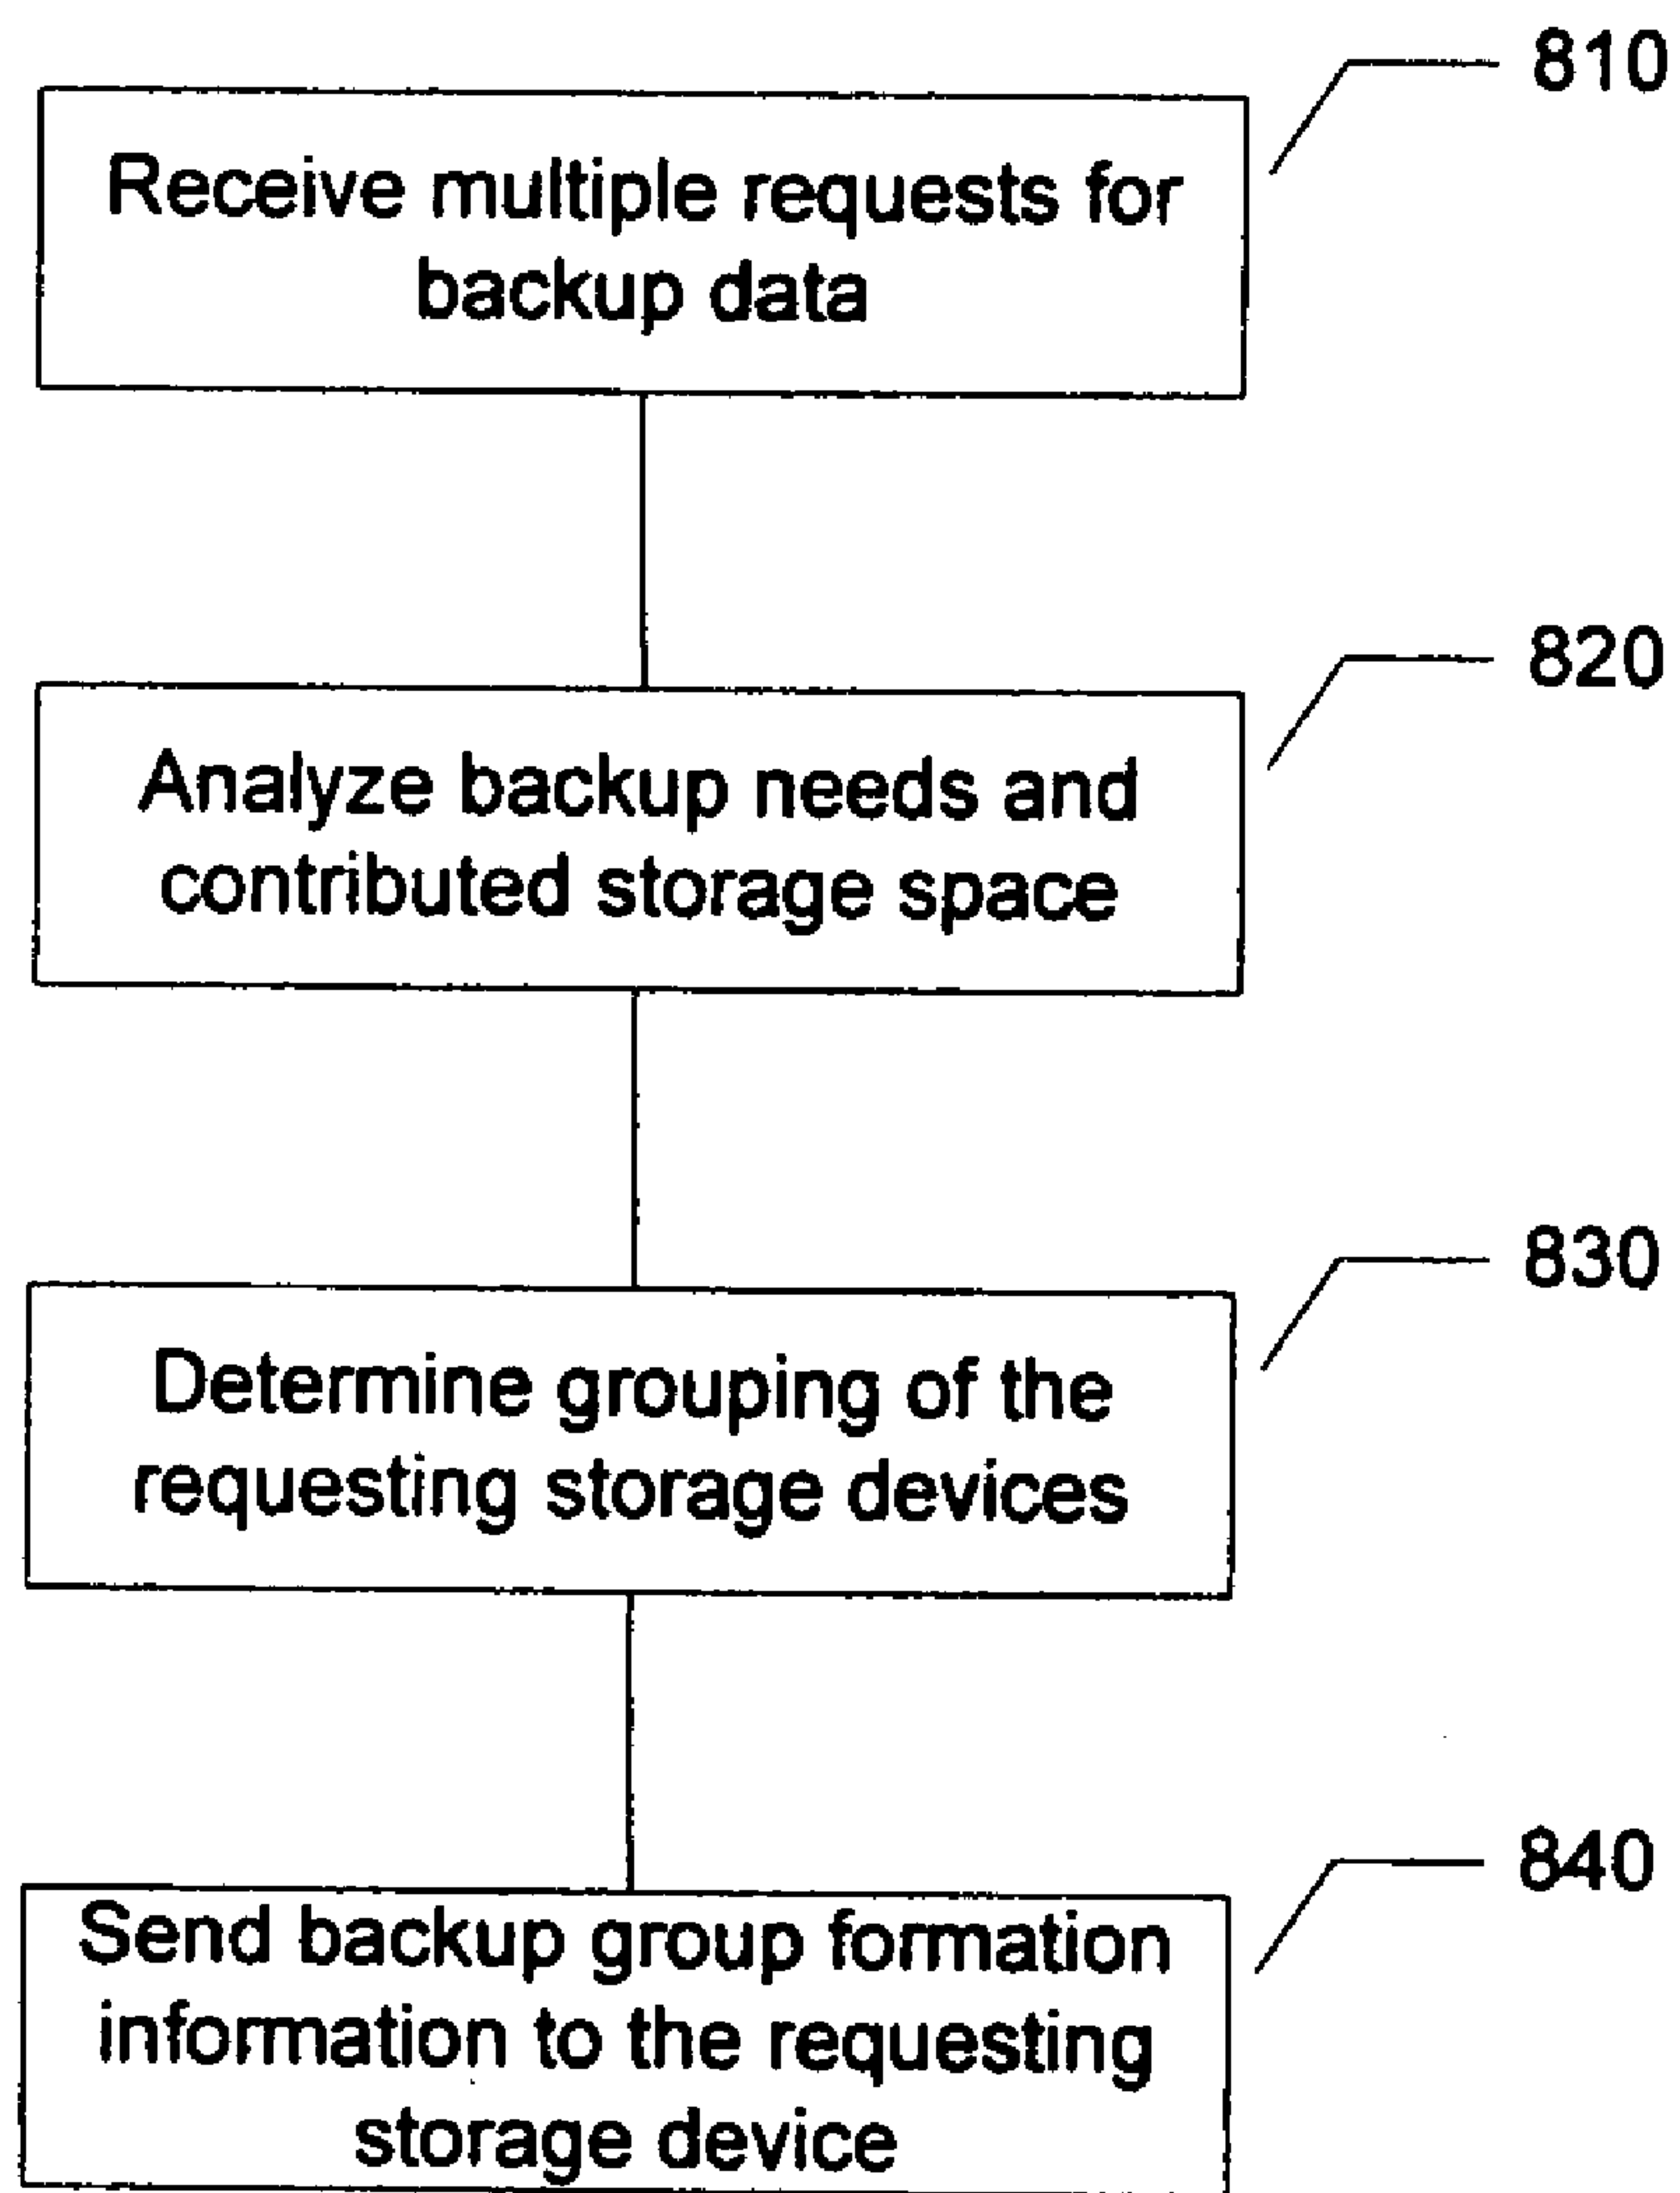 810
Receive multiple requests for
backup data
820
Analyze backup needs and
contributed storage space
830
Determine grouping of the
requesting storage devices
840
Send backup group formation
information to the requesting
storage device